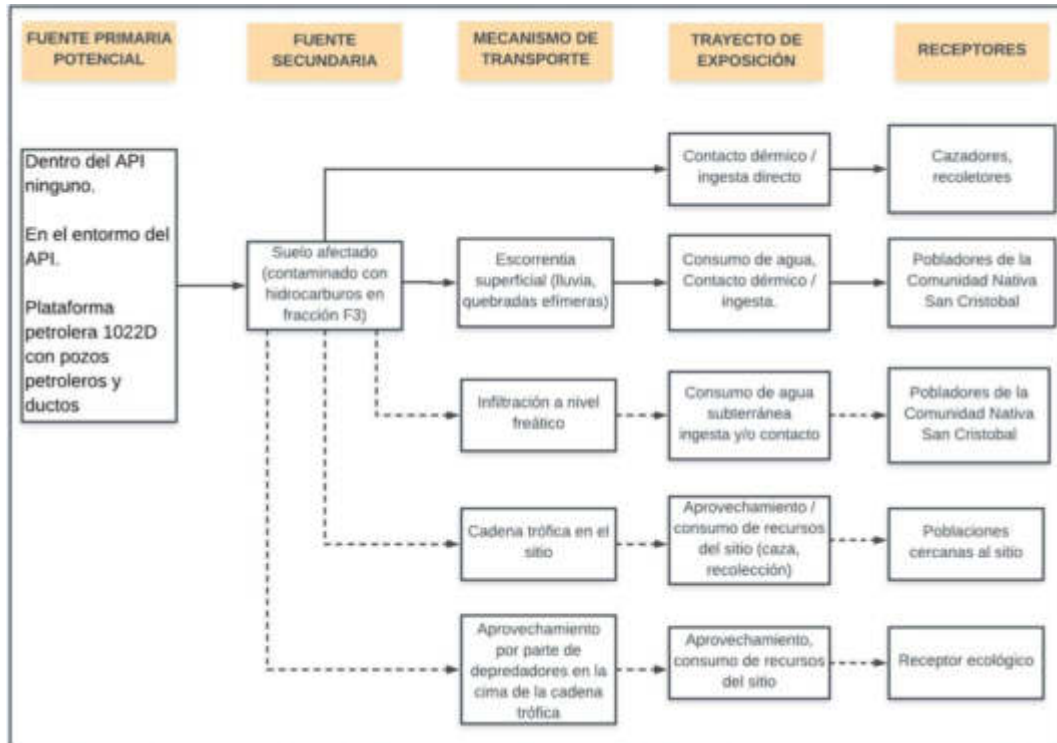 FUENTE PRIMARIA
POTENCIAL
FUENTE
SECUNDARIA
MECANISMO DE
TRANSPORTE
TRAYECTO DE
EXPOSICIÓN
RECEPTORES
Dentro del API
ninguno.
En el entormo del
API.
Plataforma
petrolera 1022D
con pozos
petroleros y
ductos
Suelo afectado
(contaminado con
hidrocarburos en
fracción F3)
Contacto dérmico /
ingesta directo
Cazadores,
recoletores
Escorrentía
superficial (lluvia,
quebradas efímeras)
Consumo de agua,
Contacto dérmico /
ingesta.
Pobladores de la
Comunidad Nativa
San Cristobal
Infiltración a nivel
freático
Consumo de agua
subterránea
ingesta y/o contacto
Pobladores de la
Comunidad Nativa
San Cristobal
Cadena trófica en el
sitio
Aprovechamiento /
consumo de recursos
del sitio (caza,
recolección)
Poblaciones
cercanas al sitio
Aprovechamiento
por parte de
depredadores en la
cima de la cadena
trófica
Aprovechamiento,
consumo de recursos
del sitio
Receptor ecológico